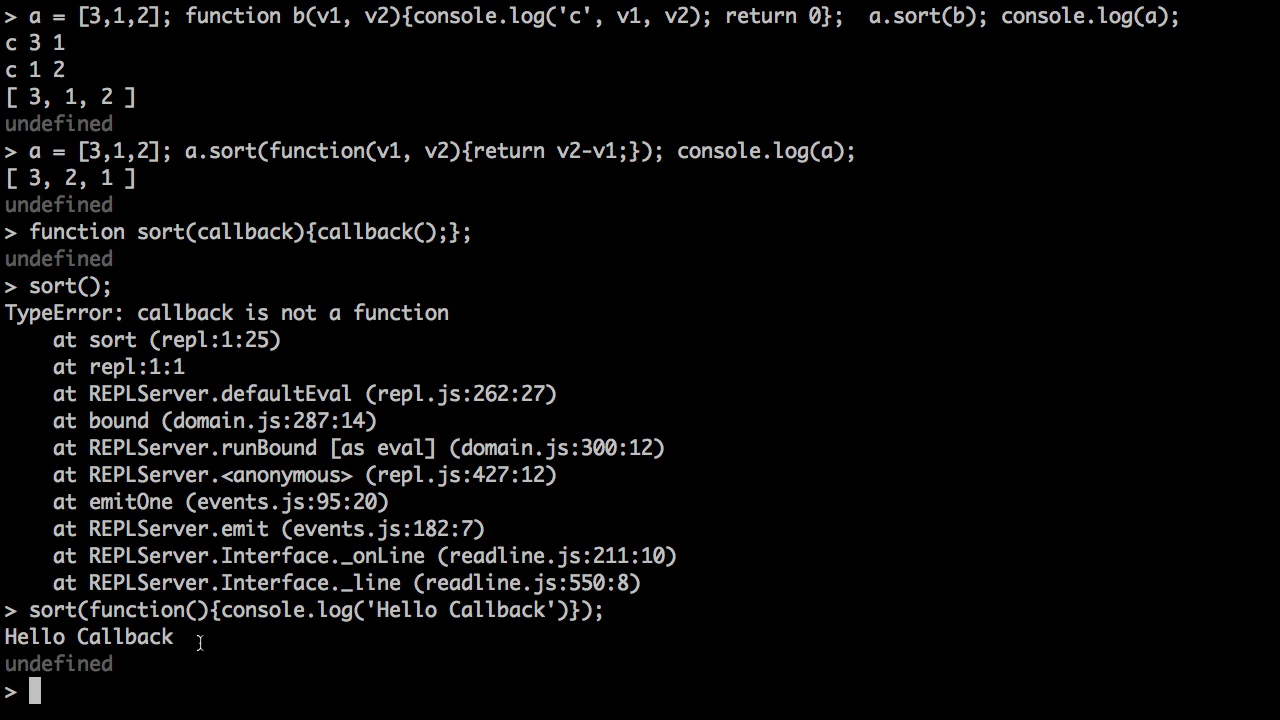 > a = [3,1,2]; function b(v1, v2){console.log('c', v1, v2); return 0};  a.sort(b); console.log(a);
c 3 1
c 1 2
[ 3, 1, 2 ]
undefined
> a = [3,1,2]; a.sort(function(v1, v2){return v2-v1;}); console.log(a);
[ 3, 2, 1 ]
undefined
> function sort(callback){callback();};
undefined
> sort();
TypeError: callback is not a function
    at sort (repl:1:25)
    at repl:1:1
    at REPLServer.defaultEval (repl.js:262:27)
    at bound (domain.js:287:14)
    at REPLServer.runBound [as eval] (domain.js:300:12)
    at REPLServer.<anonymous> (repl.js:427:12)
    at emitOne (events.js:95:20)
    at REPLServer.emit (events.js:182:7)
    at REPLServer.Interface._onLine (readline.js:211:10)
    at REPLServer.Interface._line (readline.js:550:8)
> sort(function(){console.log('Hello Callback')});
Hello Callback
undefined
>